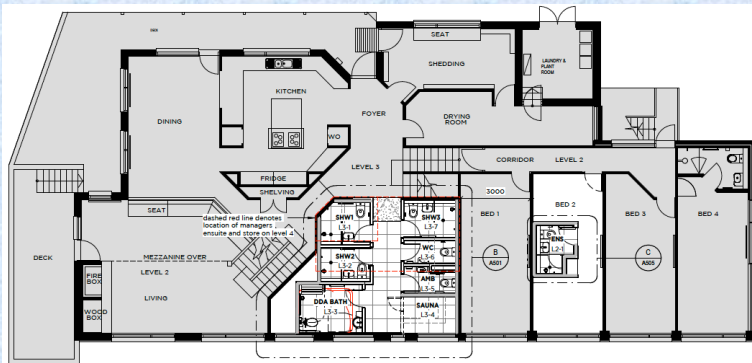 SEAT
SHEDDING
LAUNDRY &
PLANT
ROOM
KITCHEN
DINING
FOYER
DRYING
ROOM
WO
LEVEL 3
CORRIDOR
LEVEL 2
FRIDGE
SHELVING
3000
SEAT
dashed red line denotes
location of managers
ensuite and store on level 4
SHW1
L3-1
SHW3
L3-7
BED 1
BED 2
BED 3
BED 4
DECK
MEZZANINE OVER
LEVEL 2
LIVING
FIRE
BOX
WOOD
BOX
SHW2
L3-2
WC
L3-6
AMB
L3-5
DDA BATH
L3-3
SAUNA
L3-4
ENS
L2-1
B
A501
C
A505